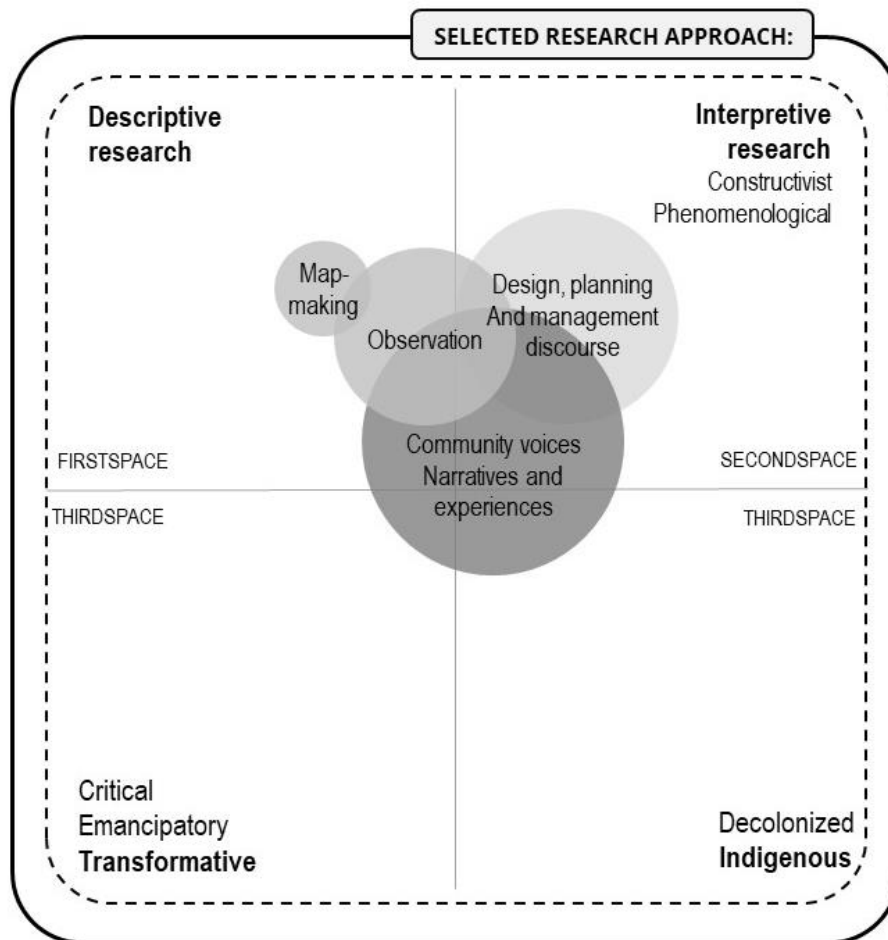 SELECTED RESEARCH APPROACH:
Descriptive
research
Interpretive
research
Constructivist
Phenomenological
Map-
making
Observation
Design, planning
And management
discourse
Community voices
Narratives and
experiences
FIRSTSPACE
SECONDSPACE
THIRDSPACE
THIRDSPACE
Critical
Emancipatory
Transformative
Decolonized
Indigenous